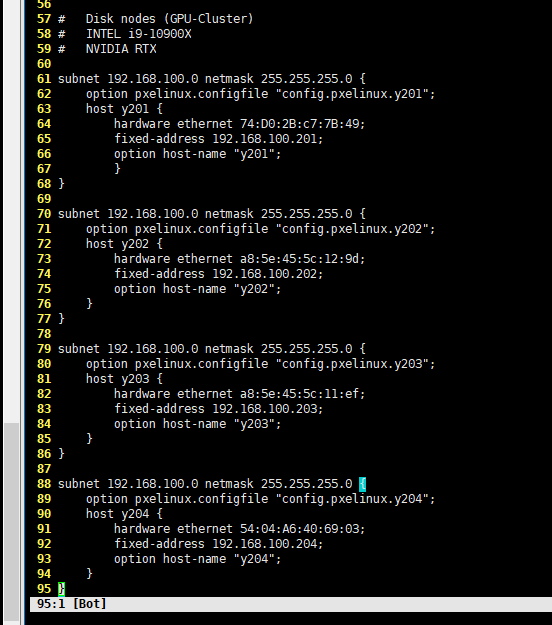 56
57 #   Disk nodes (GPU-Cluster)
58 #   INTEL i9-10900X
59 #   NVIDIA RTX
60
61 subnet 192.168.100.0 netmask 255.255.255.0 {
62     option pxelinux.configfile "config.pxelinux.y201";
63     host y201 {
64         hardware ethernet 74:D0:2B:c7:7B:49;
65         fixed-address 192.168.100.201;
66         option host-name "y201";
67         }
68 }
69
70 subnet 192.168.100.0 netmask 255.255.255.0 {
71     option pxelinux.configfile "config.pxelinux.y202";
72     host y202 {
73         hardware ethernet a8:5e:45:5c:12:9d;
74         fixed-address 192.168.100.202;
75         option host-name "y202";
76     }
77 }
78
79 subnet 192.168.100.0 netmask 255.255.255.0 {
80     option pxelinux.configfile "config.pxelinux.y203";
81     host y203 {
82         hardware ethernet a8:5e:45:5c:11:ef;
83         fixed-address 192.168.100.203;
84         option host-name "y203";
85     }
86 }
87
88 subnet 192.168.100.0 netmask 255.255.255.0 {
89     option pxelinux.configfile "config.pxelinux.y204";
90     host y204 {
91         hardware ethernet 54:04:A6:40:69:03;
92         fixed-address 192.168.100.204;
93         option host-name "y204";
94     }
95 }
95:1 [Bot]